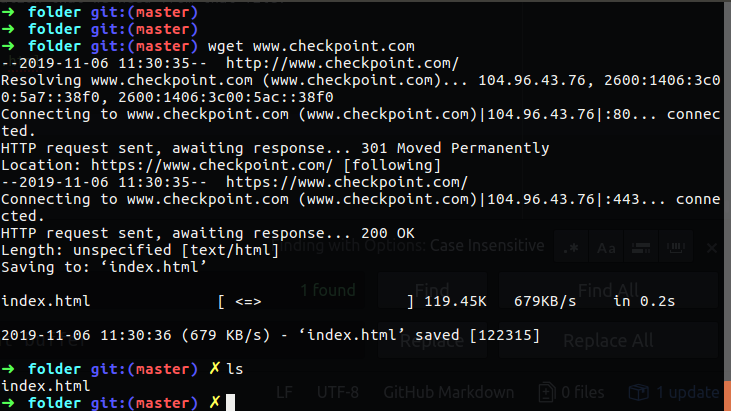 ➜ folder git:(master)
➜ folder git:(master)
➜ folder git:(master) wget www.checkpoint.com
--2019-11-06 11:30:35-- http://www.checkpoint.com/
Resolving www.checkpoint.com (www.checkpoint.com)... 104.96.43.76, 2600:1406:3c0
0:5a7::38f0, 2600:1406:3c00:5ac::38f0
Connecting to www.checkpoint.com (www.checkpoint.com)|104.96.43.76|:80... connec
ted.
HTTP request sent, awaiting response... 301 Moved Permanently
Location: https://www.checkpoint.com/ [following]
--2019-11-06 11:30:35-- https://www.checkpoint.com/
Connecting to www.checkpoint.com (www.checkpoint.com)|104.96.43.76|:443... conne
cted.
HTTP request sent, awaiting response... 200 OK
Length: unspecified [text/html]
nding with Options: Case Insensitive
.* Aa
Saving to: ‘index.html’
1 found Find Find All
index.html [ <=> ] 119.45K 679KB/s in 0.2s
2019-11-06 11:30:36 (679 KB/s) - ‘index.html’ saved [122315]
Replace Replace All
➜ folder git:(master) ✗ ls
index.html
➜ folder git:(master) ✗
LF UTF-8 GitHub Markdown 0 files 1 update